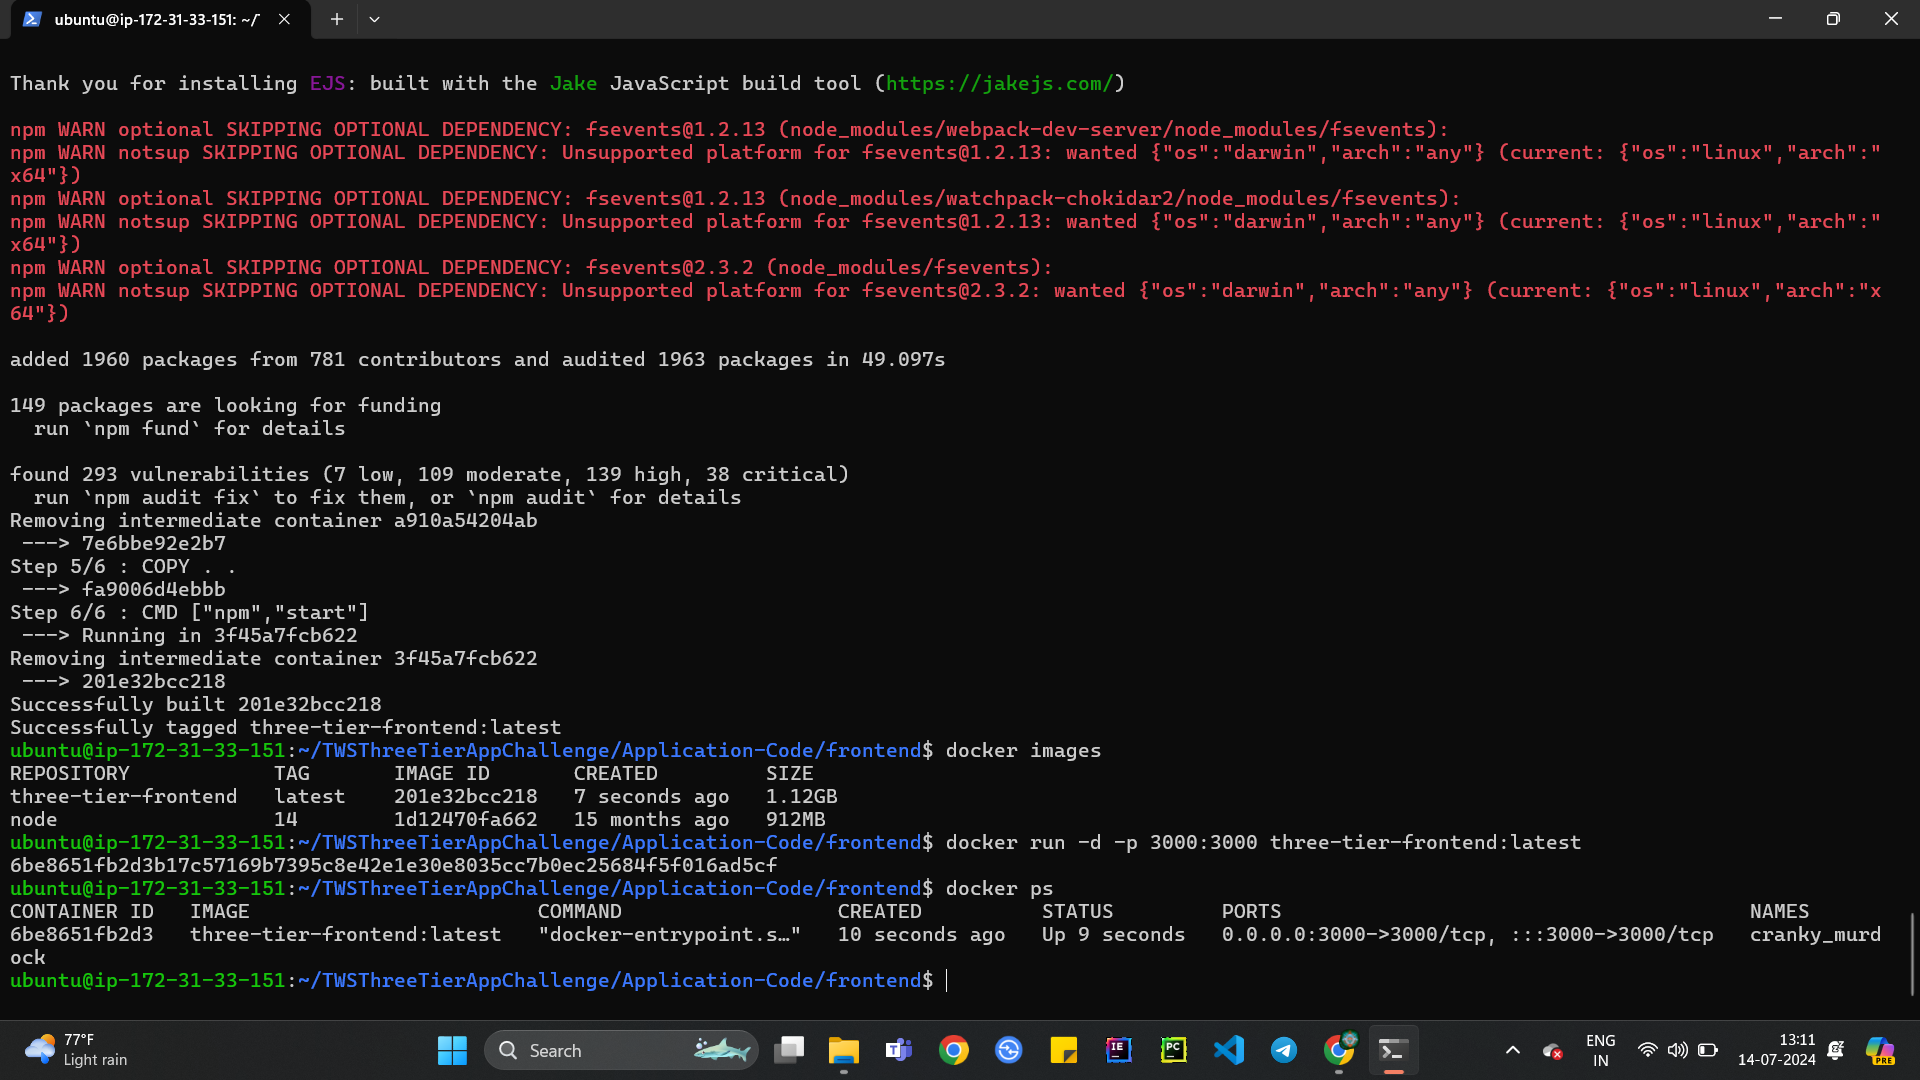 ubuntu@ip-172-31-33-151: ~/T
Thank you for installing EJS: built with the Jake JavaScript build tool (https://jakejs.com/)
npm WARN optional SKIPPING OPTIONAL DEPENDENCY: fsevents@1.2.13 (node_modules/webpack-dev-server/node_modules/fsevents):
npm WARN notsup SKIPPING OPTIONAL DEPENDENCY: Unsupported platform for fsevents@1.2.13: wanted {"os":"darwin","arch":"any"} (current: {"os":"linux","arch":"
x64"})
npm WARN optional SKIPPING OPTIONAL DEPENDENCY: fsevents@1.2.13 (node_modules/watchpack-chokidar2/node_modules/fsevents):
npm WARN notsup SKIPPING OPTIONAL DEPENDENCY: Unsupported platform for fsevents@1.2.13: wanted {"os":"darwin","arch":"any"} (current: {"os":"linux","arch":"
x64"})
npm WARN optional SKIPPING OPTIONAL DEPENDENCY: fsevents@2.3.2 (node_modules/fsevents):
npm WARN notsup SKIPPING OPTIONAL DEPENDENCY: Unsupported platform for fsevents@2.3.2: wanted {"os":"darwin","arch":"any"} (current: {"os":"linux","arch":"x
64"})
added 1960 packages from 781 contributors and audited 1963 packages in 49.097s
149 packages are looking for funding
  run `npm fund` for details
found 293 vulnerabilities (7 low, 109 moderate, 139 high, 38 critical)
  run `npm audit fix` to fix them, or `npm audit` for details
Removing intermediate container a910a54204ab
 ---> 7e6bbe92e2b7
Step 5/6 : COPY . .
 ---> fa9006d4ebbb
Step 6/6 : CMD ["npm","start"]
 ---> Running in 3f45a7fcb622
Removing intermediate container 3f45a7fcb622
 ---> 201e32bcc218
Successfully built 201e32bcc218
Successfully tagged three-tier-frontend:latest
ubuntu@ip-172-31-33-151:~/TWSThreeTierAppChallenge/Application-Code/frontend$ docker images
REPOSITORY            TAG       IMAGE ID       CREATED         SIZE
three-tier-frontend   latest    201e32bcc218   7 seconds ago   1.12GB
node                  14        1d12470fa662   15 months ago   912MB
ubuntu@ip-172-31-33-151:~/TWSThreeTierAppChallenge/Application-Code/frontend$ docker run -d -p 3000:3000 three-tier-frontend:latest
6be8651fb2d3b17c57169b7395c8e42e1e30e8035cc7b0ec25684f5f016ad5cf
ubuntu@ip-172-31-33-151:~/TWSThreeTierAppChallenge/Application-Code/frontend$ docker ps
CONTAINER ID   IMAGE                        COMMAND                  CREATED          STATUS         PORTS                                       NAMES
6be8651fb2d3   three-tier-frontend:latest   "docker-entrypoint.s…"   10 seconds ago   Up 9 seconds   0.0.0.0:3000->3000/tcp, :::3000->3000/tcp   cranky_murd
ock
ubuntu@ip-172-31-33-151:~/TWSThreeTierAppChallenge/Application-Code/frontend$
77°F
Light rain
Search
IE
PC
ENG
IN
13:11
14-07-2024
PRE